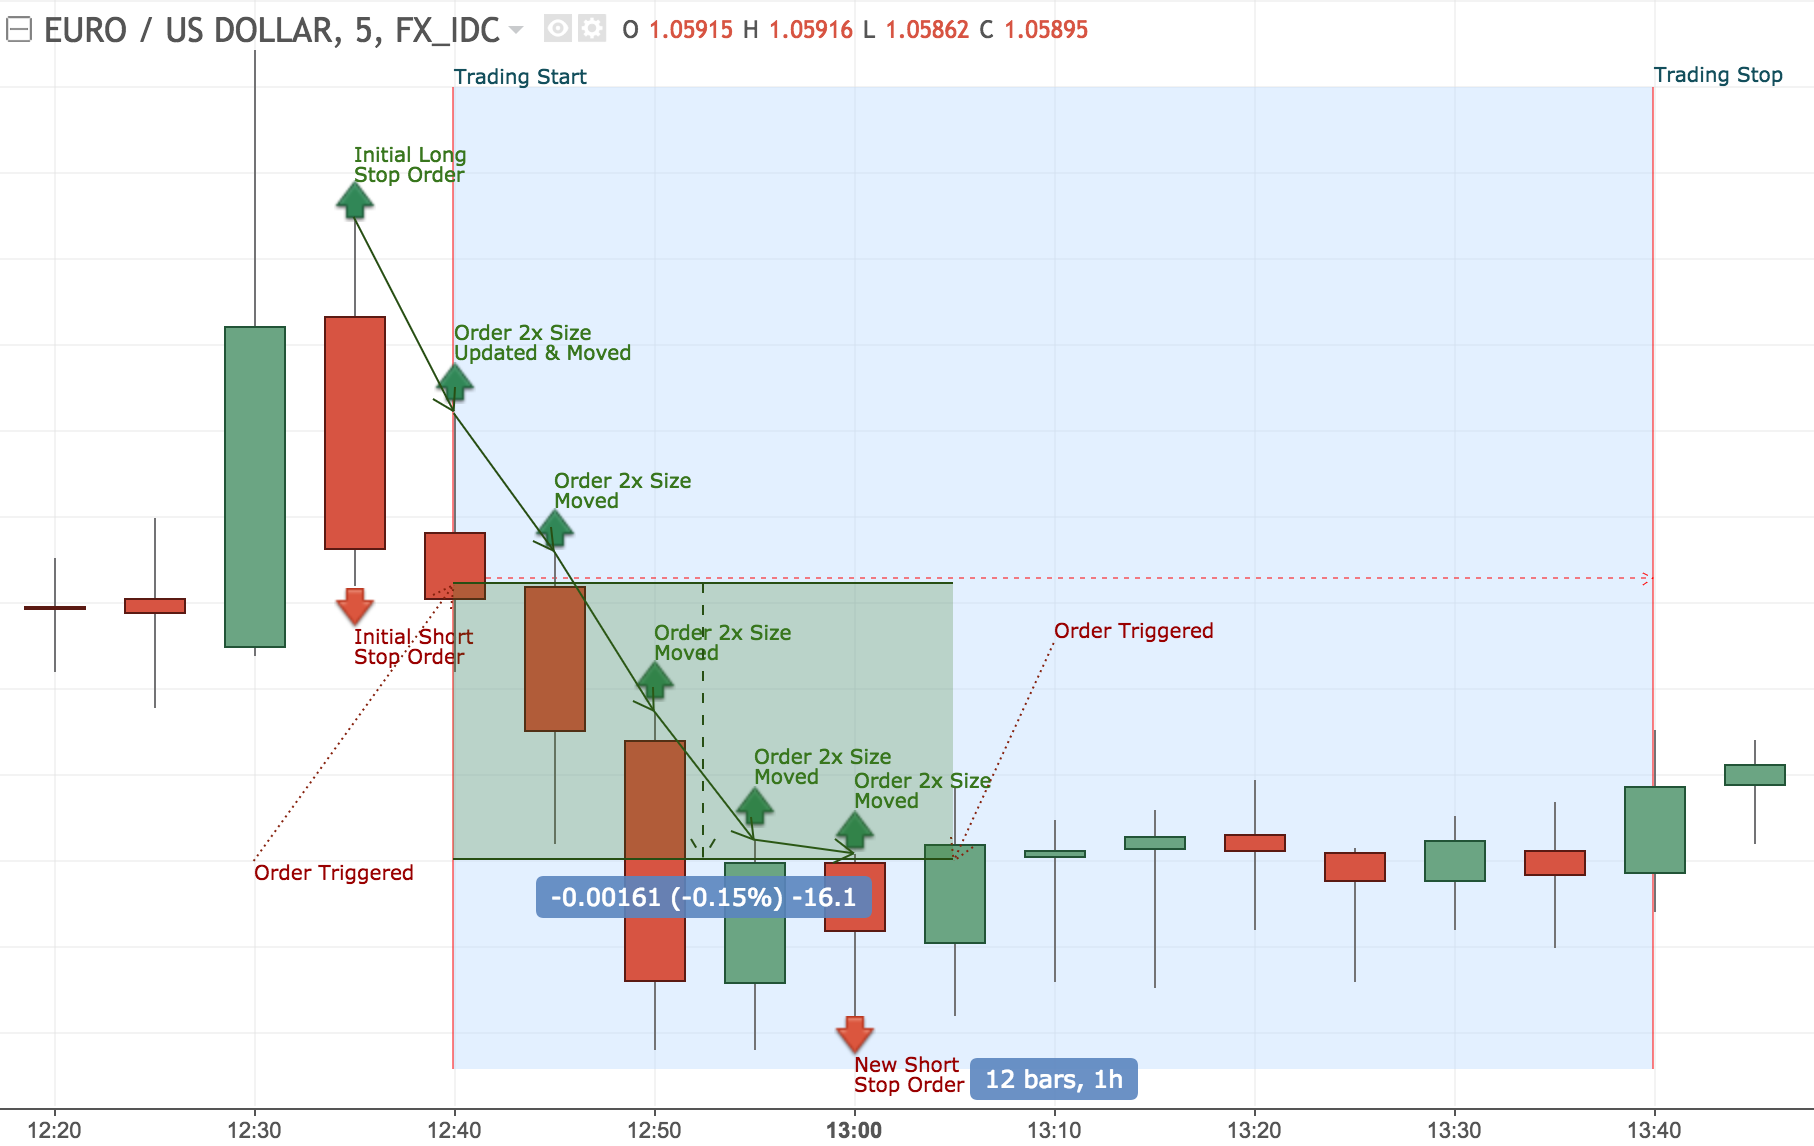 EURO / US DOLLAR, 5, FX_IDC O 1.05915 H 1.05916 L 1.05862 C 1.05895
Trading Start
Trading Stop
Initial Long
Stop Order
Order 2x Size
Updated & Moved
Order 2x Size
Moved
Initial Short
Stop Order
Order 2x Size
Moved
Order Triggered
Order 2x Size
Moved
Order 2x Size
Moved
Order Triggered
-0.00161 (-0.15%) -16.1
New Short
Stop Order
12 bars, 1h
12:20 12:30 12:40 12:50 13:00 13:10 13:20 13:30 13:40